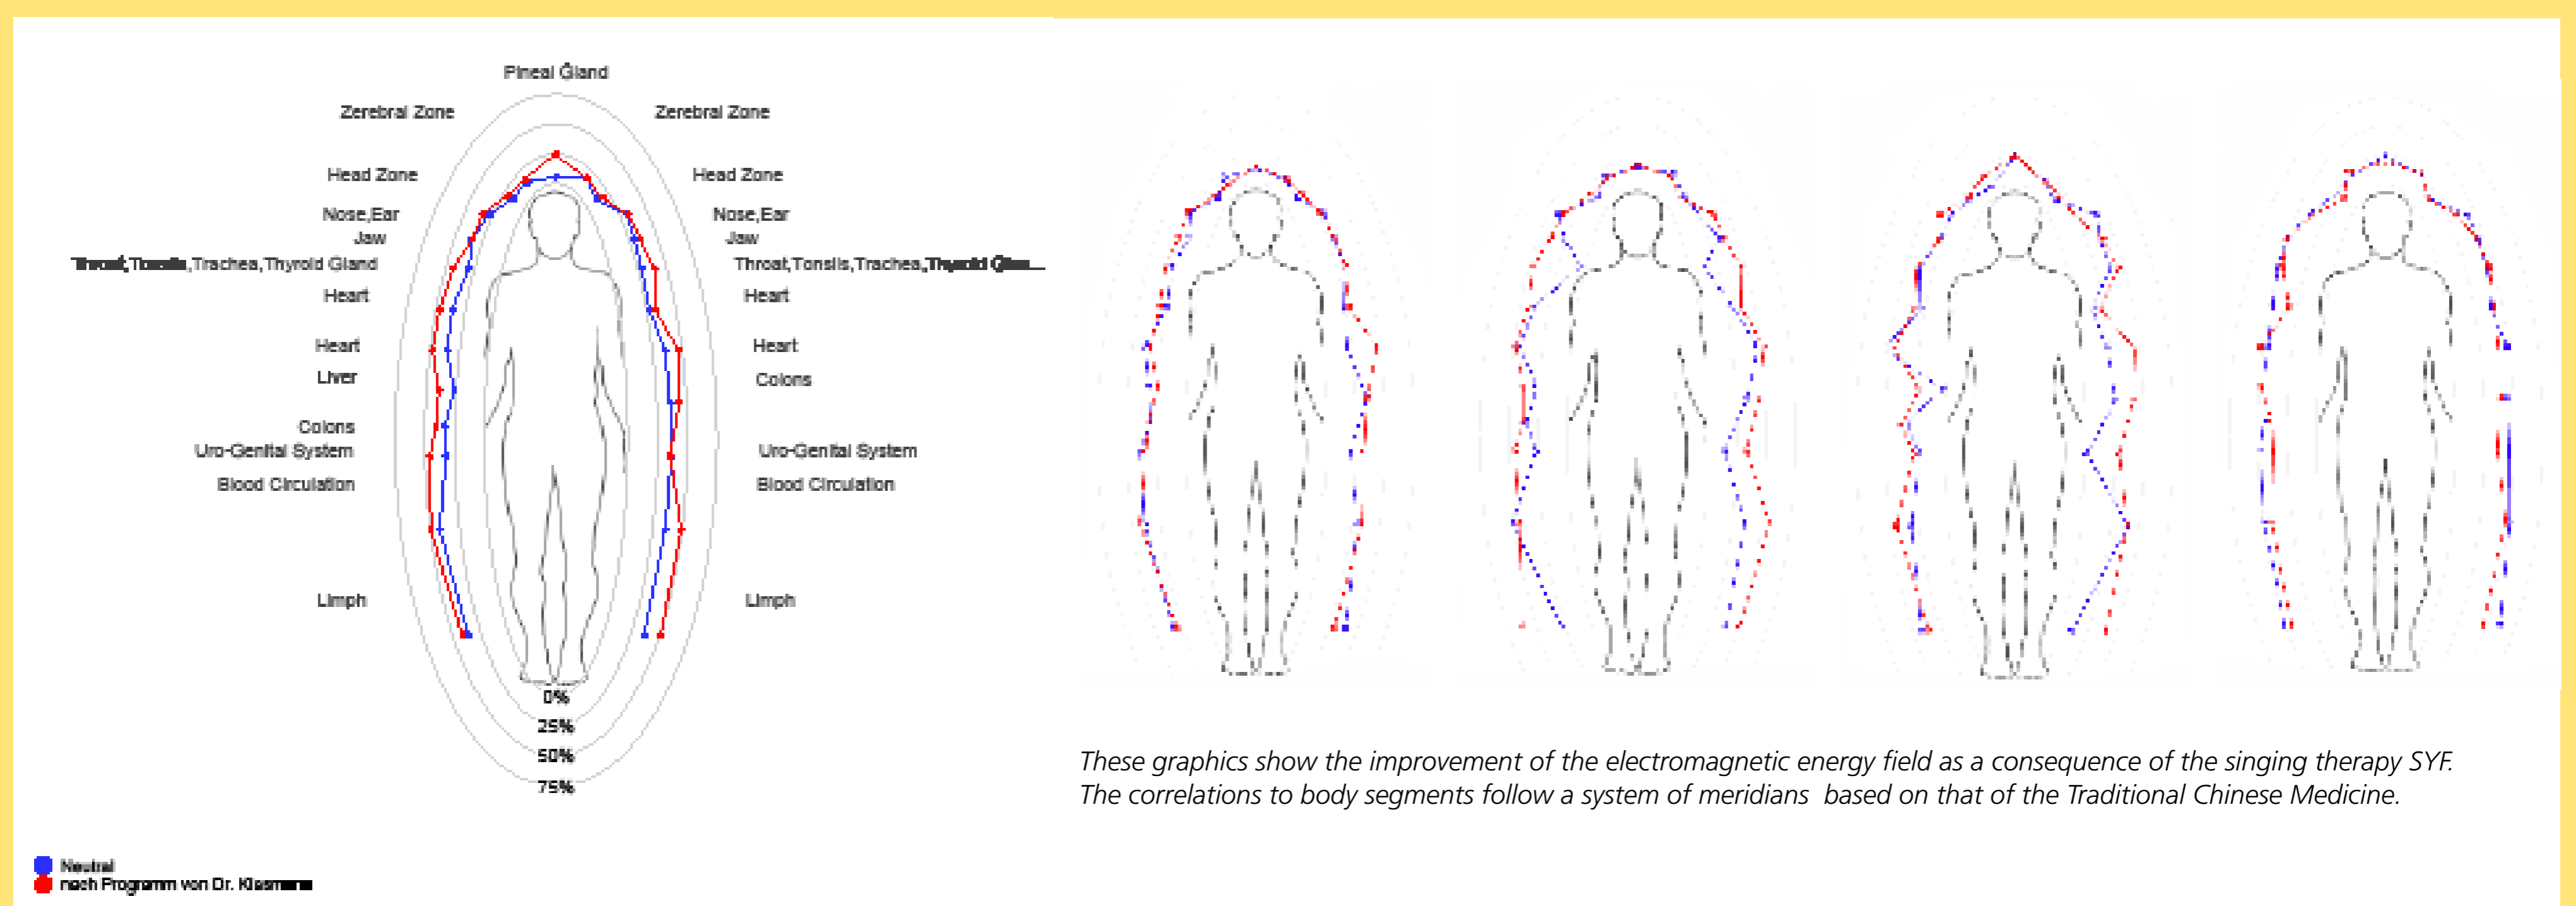 Pineal Gland
Zerebral Zone Zerebral Zone
Head Zone Head Zone
Nose,Ear Nose,Ear
Jaw Jaw
Throat,Tonsils,Trachea,Thyroid Gland Throat,Tonsils,Trachea,Thyroid
Heart Heart
Heart Heart
Liver Colons
Colons
Uro-Genital System Uro-Genital System
Blood Circulation Blood Circulation
Limph Limph
0%
25%
50%
75%
These graphics show the improvement of the electromagnetic energy field as a consequence of the singing therapy SYF.
The correlations to body segments follow a system of meridians based on that of the Traditional Chinese Medicine.
Neutral
nach Programm von Dr.